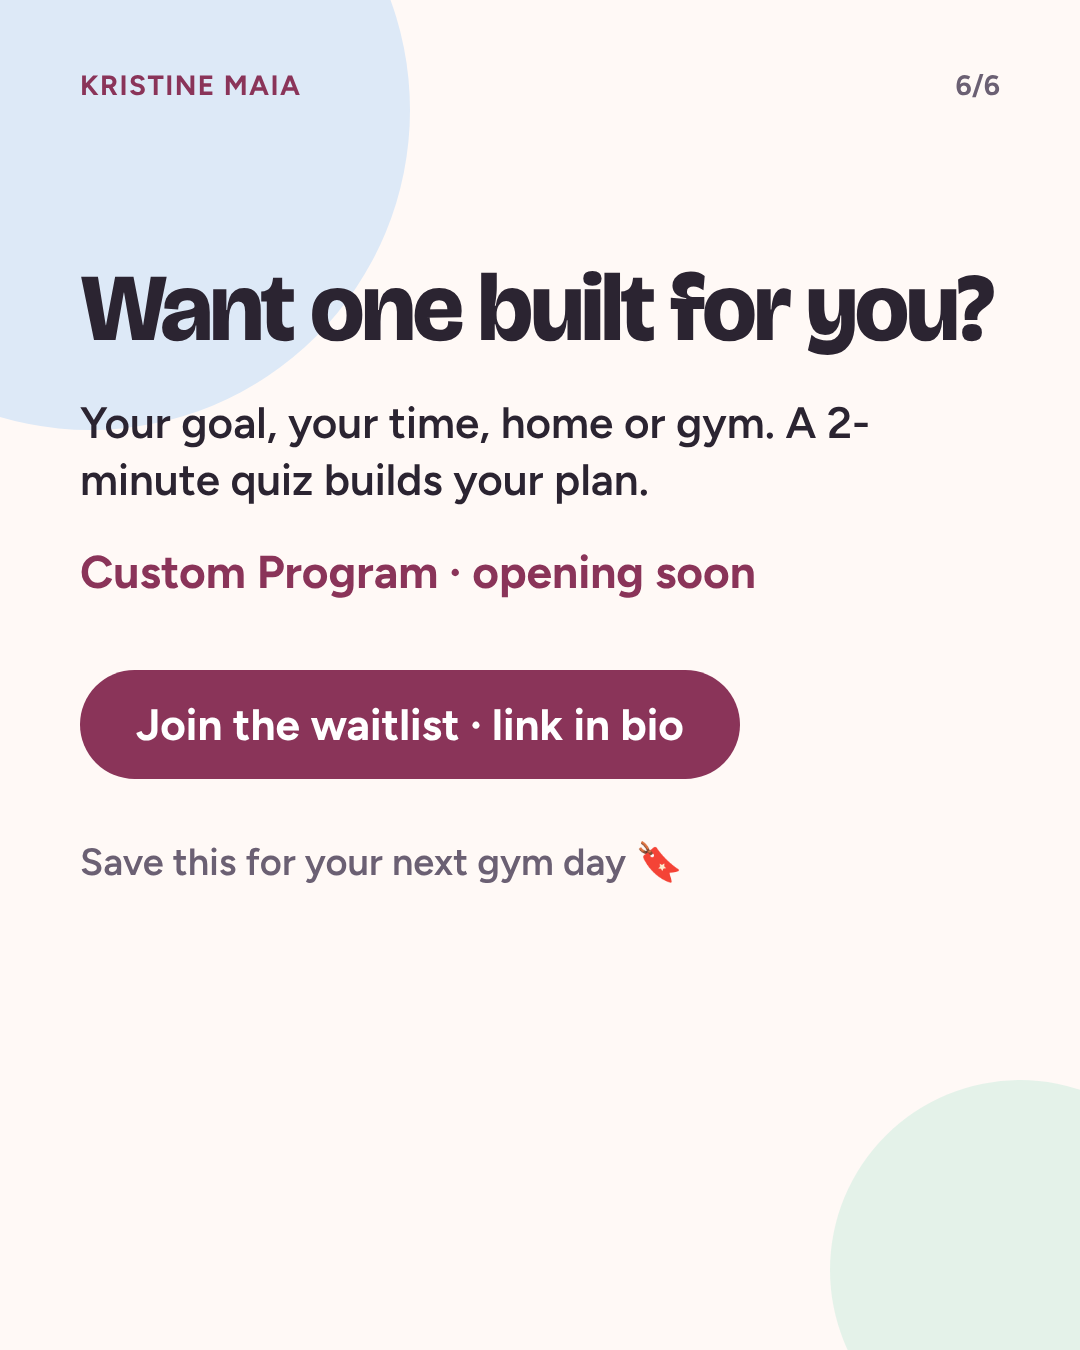 KRISTINE MAIA
6/6
Want one built for you?
Your goal, your time, home or gym. A 2-
minute quiz builds your plan.
Custom Program · opening soon
Join the waitlist · link in bio
Save this for your next gym day 🔖